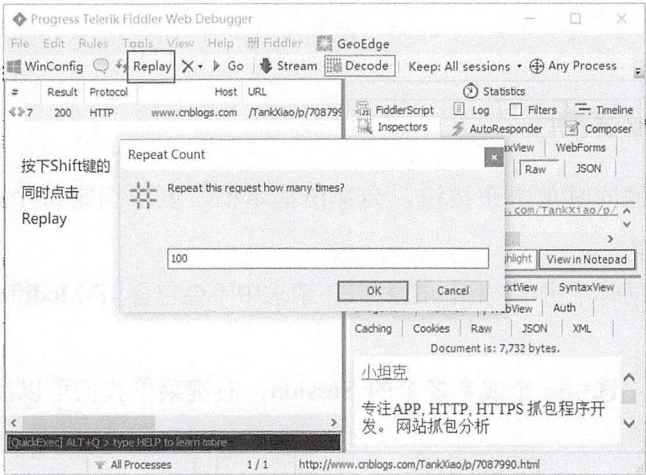 Progress Telerik Fiddler Web Debugger
File Edit Rules Tools View Help 册 Fiddler GeoEdge
WinConfig Replay Go Stream Decode Keep: All sessions Any Process
# Result Protocol Host URL
7 200 HTTP www.cnblogs.com /TankXiao/p/708799
按下Shift键的
同时点击
Replay
Statistics
FiddlerScript Log Filters Timeline
Inspectors AutoResponder Composer
WebForms
Raw JSON
.com/TankXiao/p/
View in Notepad
Repeat Count
Repeat this request how many times?
100
OK Cancel
SyntaxView
Auth
Caching Cookies Raw JSON XML
Document is: 7,732 bytes.
小坦克
专注APP, HTTP, HTTPS 抓包程序开
发。 网站抓包分析
[QuickExec] ALT+Q > type HELP to learn more
All Processes 1 / 1 http://www.cnblogs.com/TankXiao/p/7087990.html